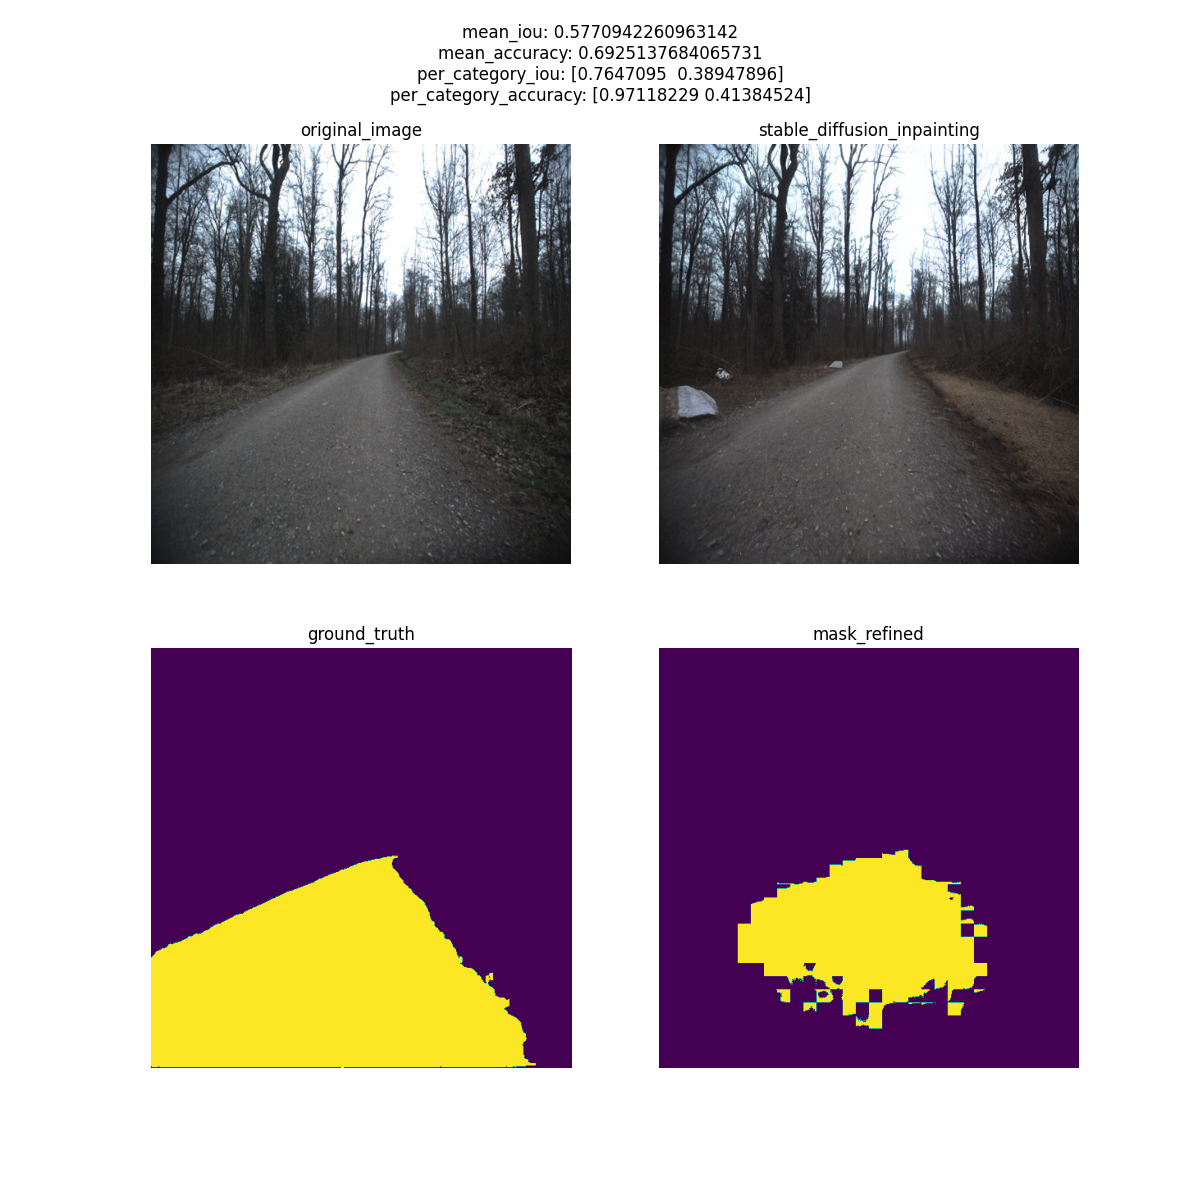 mean_iou: 0.5770942260963142
mean_accuracy: 0.6925137684065731
per_category_iou: [0.7647095  0.38947896]
per_category_accuracy: [0.97118229 0.41384524]
original_image
stable_diffusion_inpainting
ground_truth
mask_refined